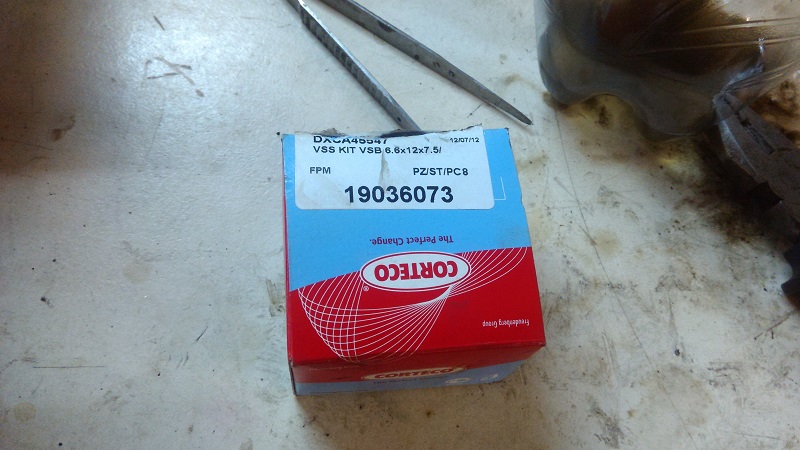 12/07/12
VSS KIT VSB 6.6x12x7.5/
FPM PZ/ST/PC8
19036073
The Perfect Change.
CORTECO®
Freudenberg Group
CORTECO